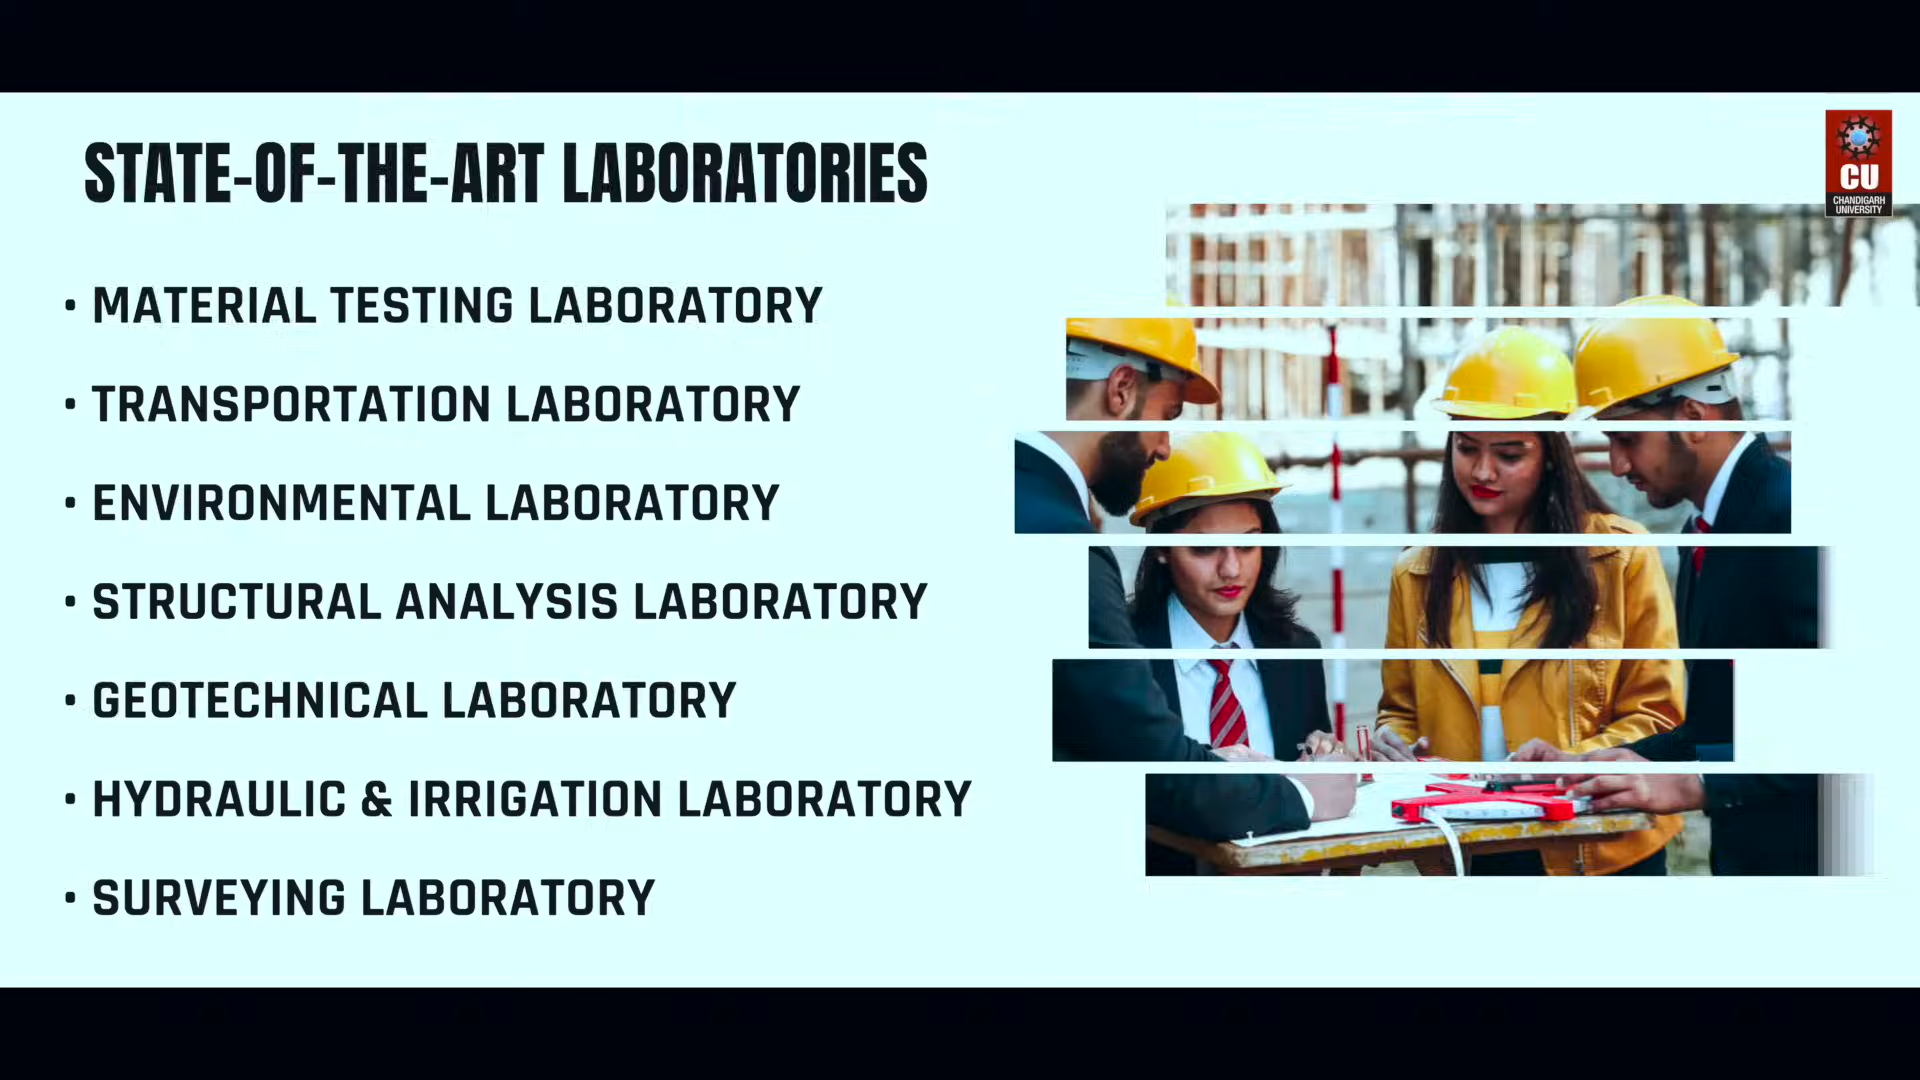 STATE-OF-THE-ART LABORATORIES
• MATERIAL TESTING LABORATORY
• TRANSPORTATION LABORATORY
• ENVIRONMENTAL LABORATORY
• STRUCTURAL ANALYSIS LABORATORY
• GEOTECHNICAL LABORATORY
• HYDRAULIC & IRRIGATION LABORATORY
• SURVEYING LABORATORY
CU
CHANDIGARH
UNIVERSITY